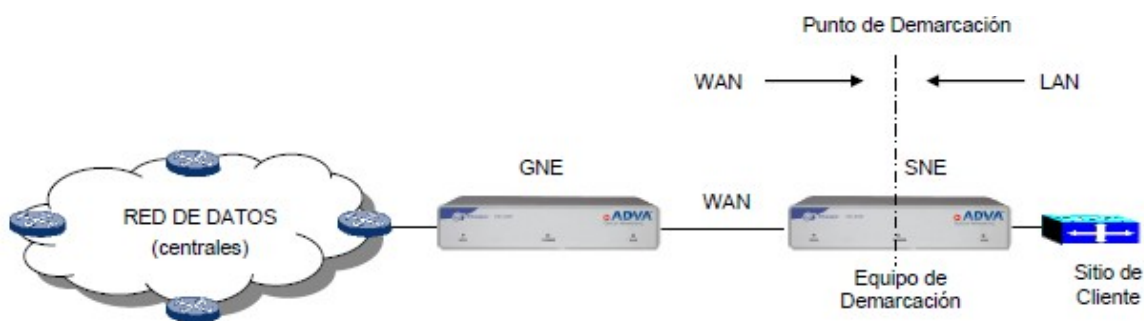 Punto de Demarcación
WAN
LAN
GNE
SNE
RED DE DATOS
(centrales)
ADVA
WAN
ADVA
Equipo de
Demarcación
Sitio de
Cliente